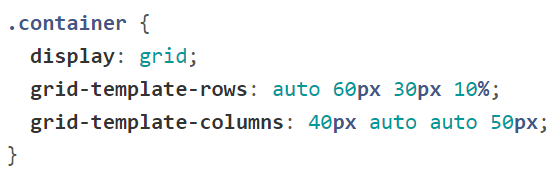 .container {
  display: grid;
  grid-template-rows: auto 60px 30px 10%;
  grid-template-columns: 40px auto auto 50px;
}